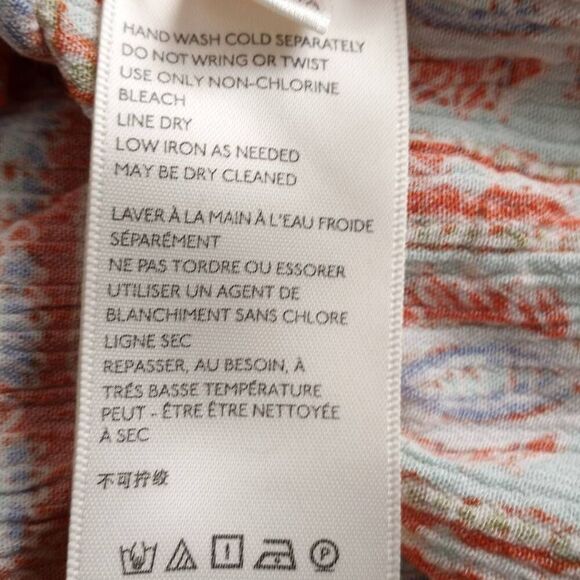 HAND WASH COLD SEPARATELY
DO NOT WRING OR TWIST
USE ONLY NON-CHLORINE
BLEACH
LINE DRY
LOW IRON AS NEEDED
MAY BE DRY CLEANED
LAVER À LA MAIN À L'EAU FROIDE
SÉPARÉMENT
NE PAS TORDRE OU ESSORER
UTILISER UN AGENT DE
BLANCHIMENT SANS CHLORE
LIGNE SEC
REPASSER, AU BESOIN, À
TRÉS BASSE TEMPÉRATURE
PEUT - ÊTRE ÊTRE NETTOYÉE
À SEC
不可拧绞
P